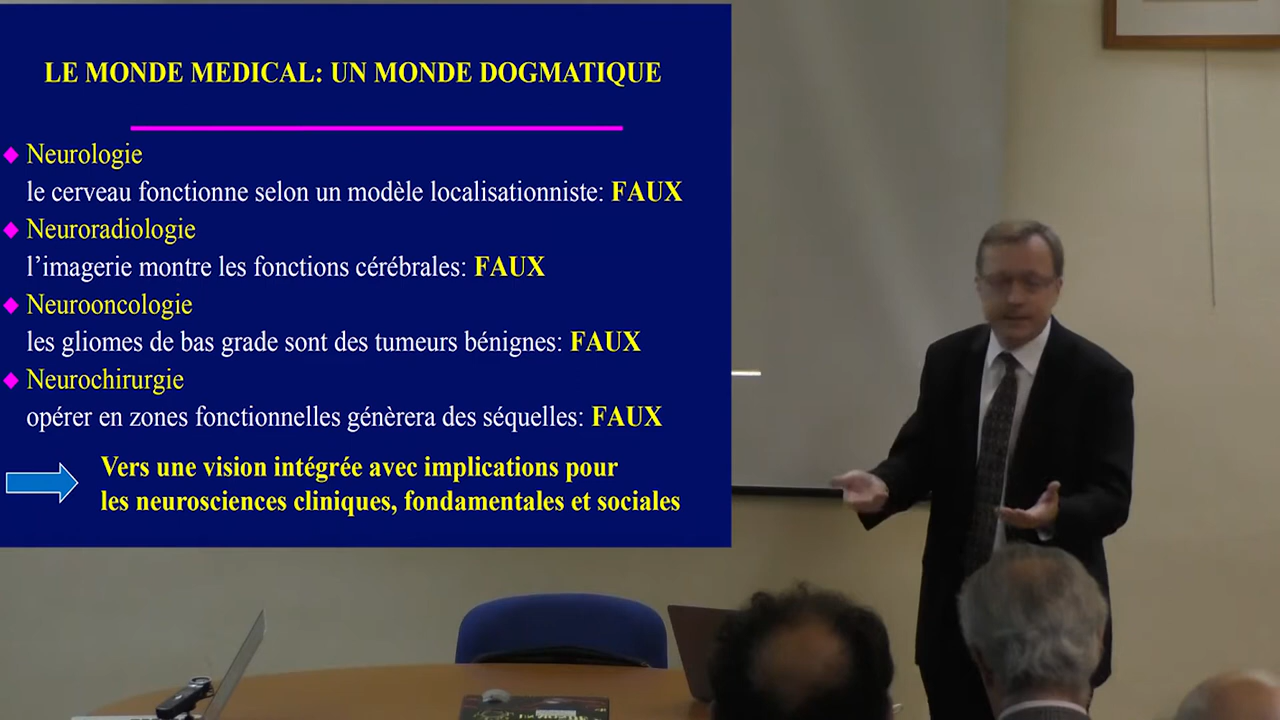 LE MONDE MEDICAL: UN MONDE DOGMATIQUE
Neurologie
le cerveau fonctionne selon un modèle localisationniste: FAUX
Neuroradiologie
l’imagerie montre les fonctions cérébrales: FAUX
Neurooncologie
les gliomes de bas grade sont des tumeurs bénignes: FAUX
Neurochirurgie
opérer en zones fonctionnelles génèrera des séquelles: FAUX
Vers une vision intégrée avec implications pour
les neurosciences cliniques, fondamentales et sociales